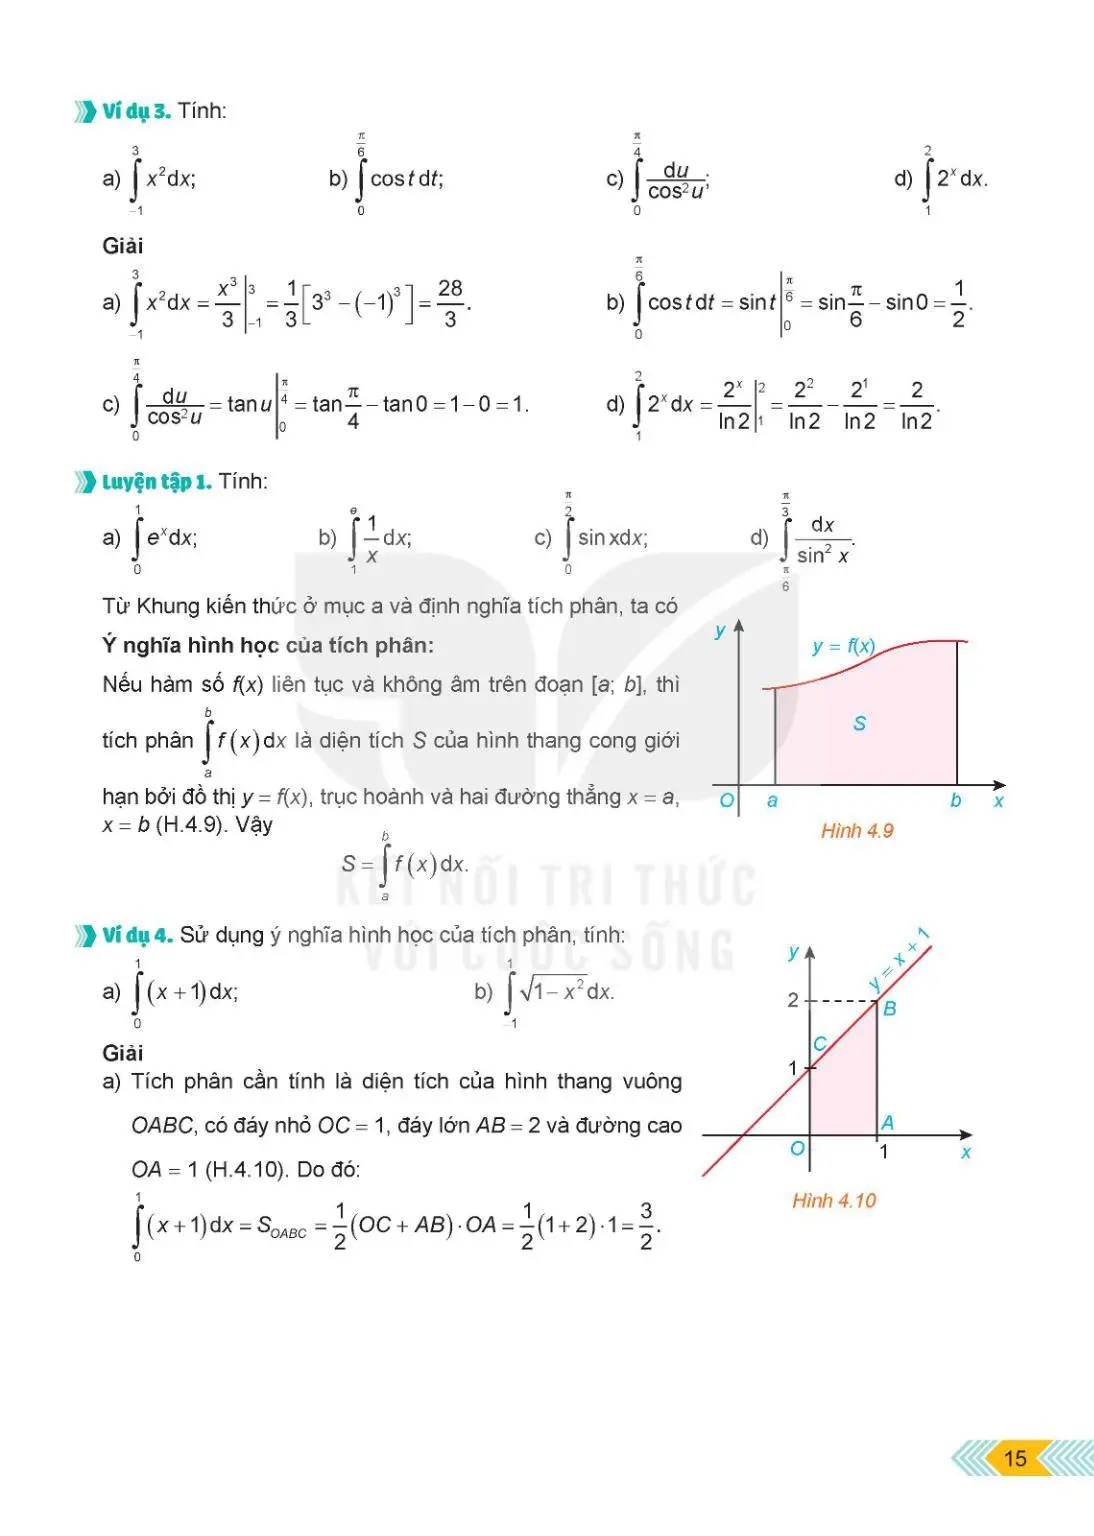 Ví dụ 3. Tính:
a) ∫₋₁³ x²dx; b) ∫₀^(π/6) cos t dt; c) ∫₀^(π/4) du/cos²u; d) ∫₁² 2ˣ dx.
Giải
a) ∫₋₁³ x²dx = x³/3 |₋₁³ = 1/3[3³ − (−1)³] = 28/3. b) ∫₀^(π/6) cos t dt = sin t |₀^(π/6) = sin π/6 − sin 0 = 1/2.
c) ∫₀^(π/4) du/cos²u = tan u |₀^(π/4) = tan π/4 − tan 0 = 1 − 0 = 1. d) ∫₁² 2ˣ dx = 2ˣ/ln2 |₁² = 2²/ln2 − 2¹/ln2 = 2/ln2.
Luyện tập 1. Tính:
a) ∫₀¹ eˣdx; b) ∫₁^e 1/x dx; c) ∫₀^(π/2) sin xdx; d) ∫_(π/6)^(π/3) dx/sin² x.
Từ Khung kiến thức ở mục a và định nghĩa tích phân, ta có
Ý nghĩa hình học của tích phân:
Nếu hàm số f(x) liên tục và không âm trên đoạn [a; b], thì
tích phân ∫ₐᵇ f(x)dx là diện tích S của hình thang cong giới
hạn bởi đồ thị y = f(x), trục hoành và hai đường thẳng x = a,
x = b (H.4.9). Vậy
S = ∫ₐᵇ f(x)dx.
y
y = f(x)
S
O a b x
Hình 4.9
KẾT NỐI TRI THỨC
VỚI CUỘC SỐNG
Ví dụ 4. Sử dụng ý nghĩa hình học của tích phân, tính:
a) ∫₀¹ (x + 1)dx; b) ∫₋₁¹ √(1 − x²)dx.
Giải
a) Tích phân cần tính là diện tích của hình thang vuông
OABC, có đáy nhỏ OC = 1, đáy lớn AB = 2 và đường cao
OA = 1 (H.4.10). Do đó:
∫₀¹ (x + 1)dx = S_OABC = 1/2(OC + AB)·OA = 1/2(1 + 2)·1 = 3/2.
y
y = x + 1
2
B
C
1
A
O 1 x
Hình 4.10
15